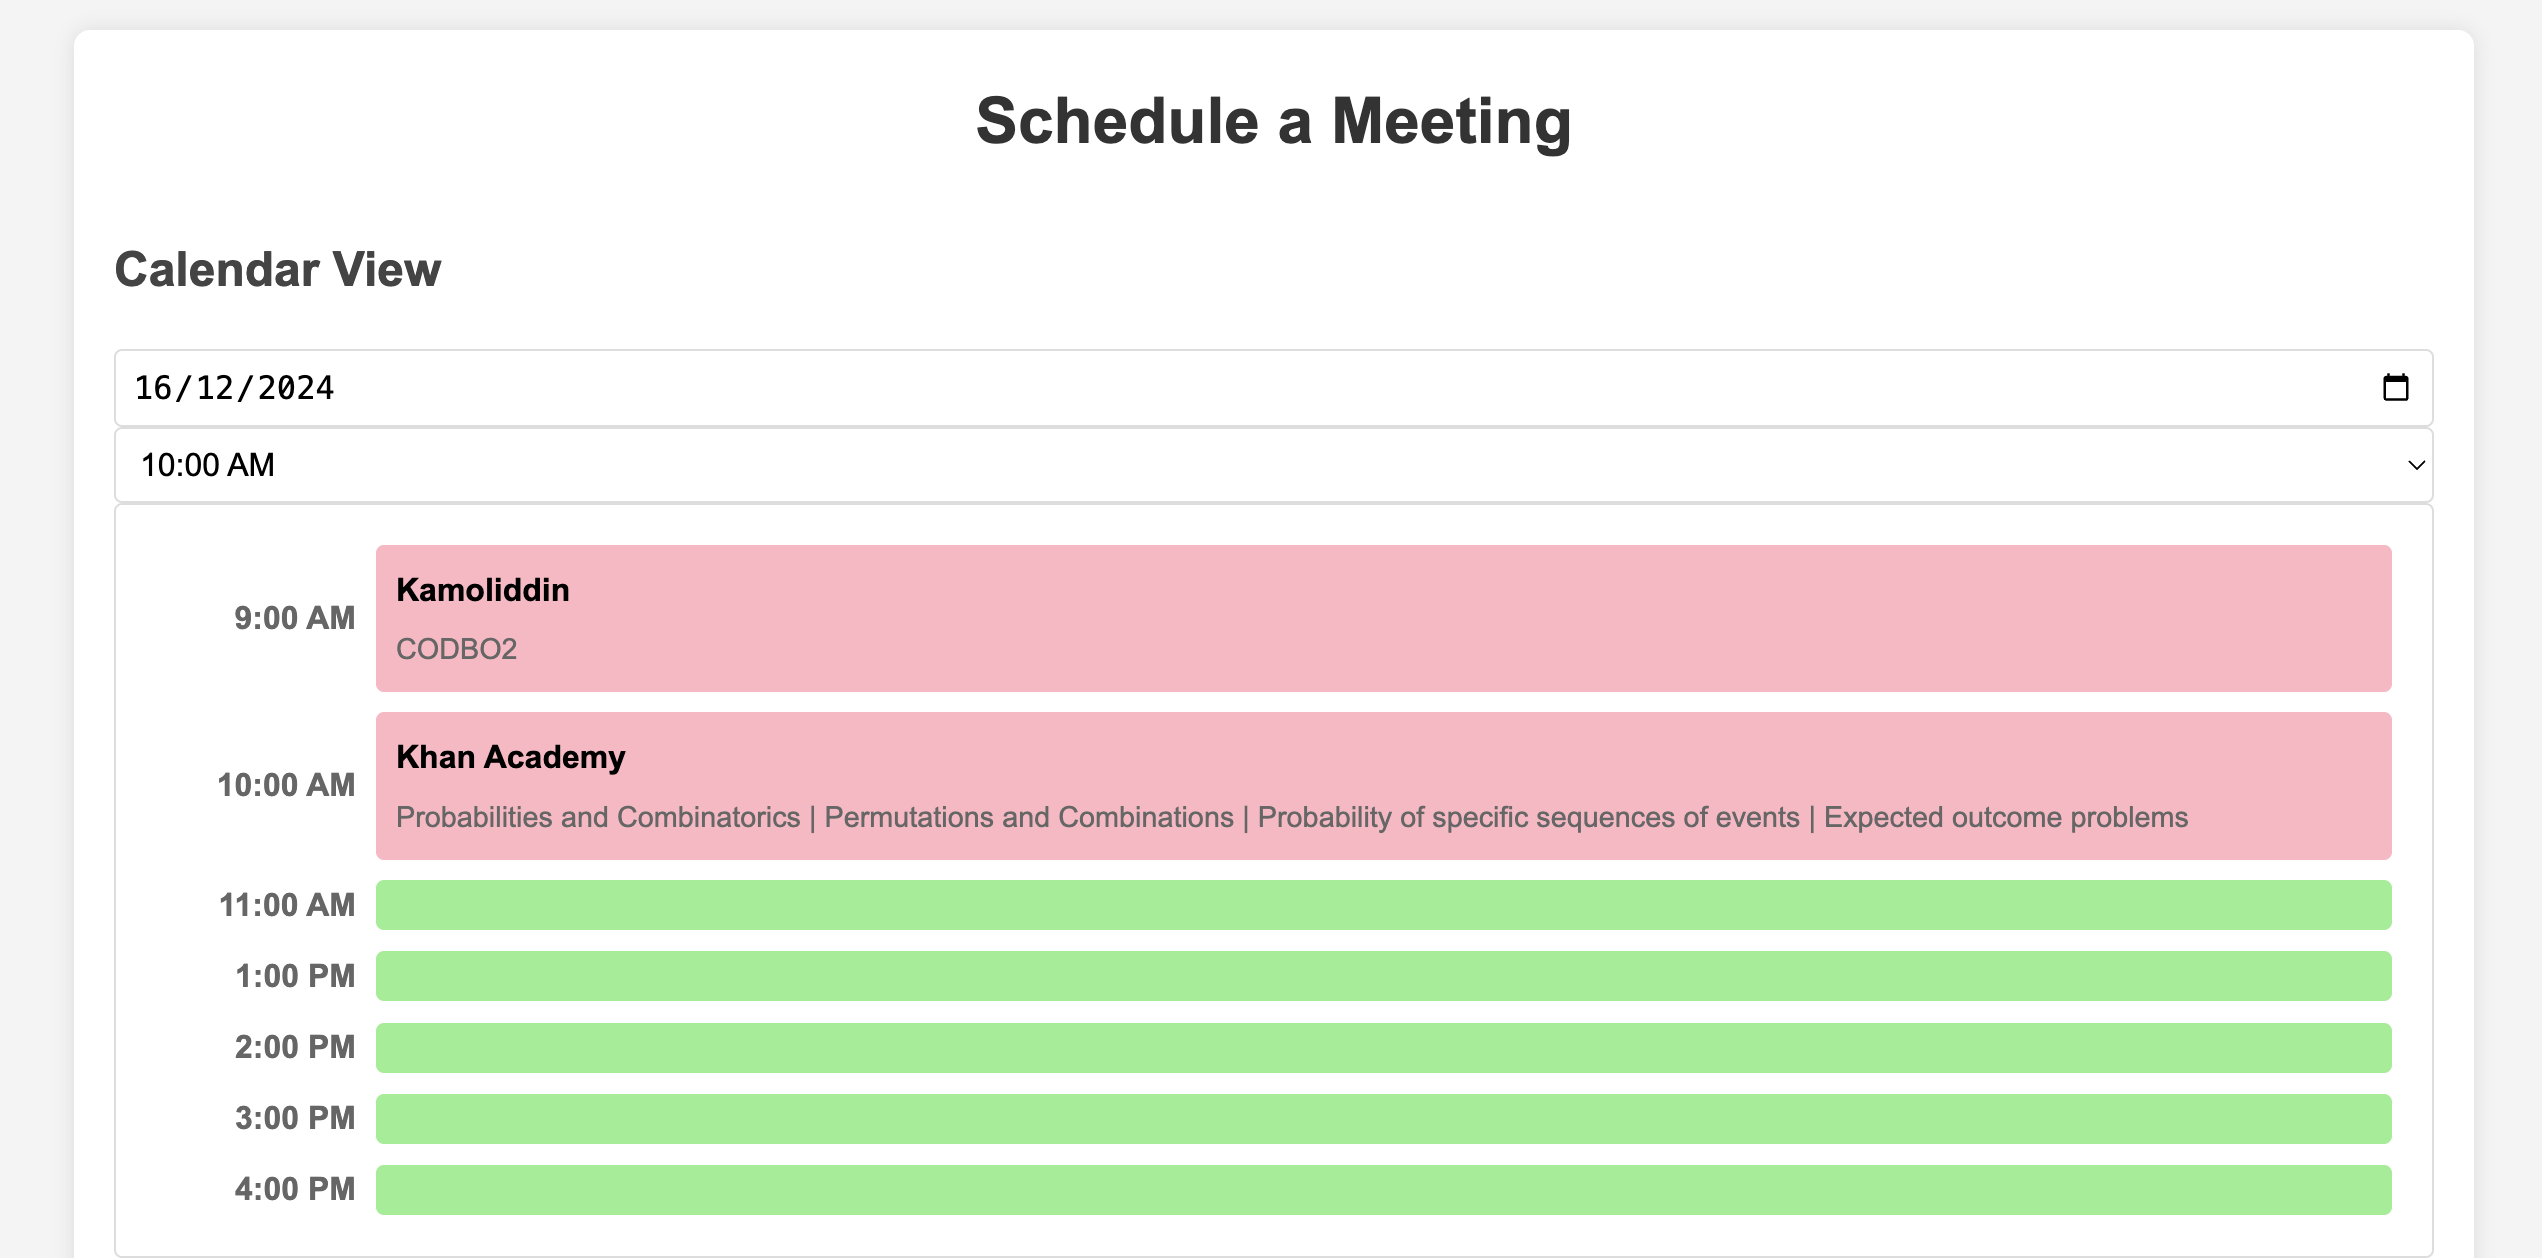 Schedule a Meeting
Calendar View
16/12/2024
10:00 AM
9:00 AM
Kamoliddin
CODBO2
10:00 AM
Khan Academy
Probabilities and Combinatorics | Permutations and Combinations | Probability of specific sequences of events | Expected outcome problems
11:00 AM
1:00 PM
2:00 PM
3:00 PM
4:00 PM